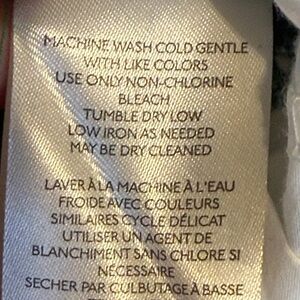 MACHINE WASH COLD GENTLE
WITH LIKE COLORS
USE ONLY NON-CHLORINE
BLEACH
TUMBLE DRY LOW
LOW IRON AS NEEDED
MAY BE DRY CLEANED
LAVER À LA MACHINE À L'EAU
FROIDE AVEC COULEURS
SIMILAIRES CYCLE DÉLICAT
UTILISER UN AGENT DE
BLANCHIMENT SANS CHLORE SI
NÉCESSAIRE
SECHER PAR CULBUTAGE À BASSE